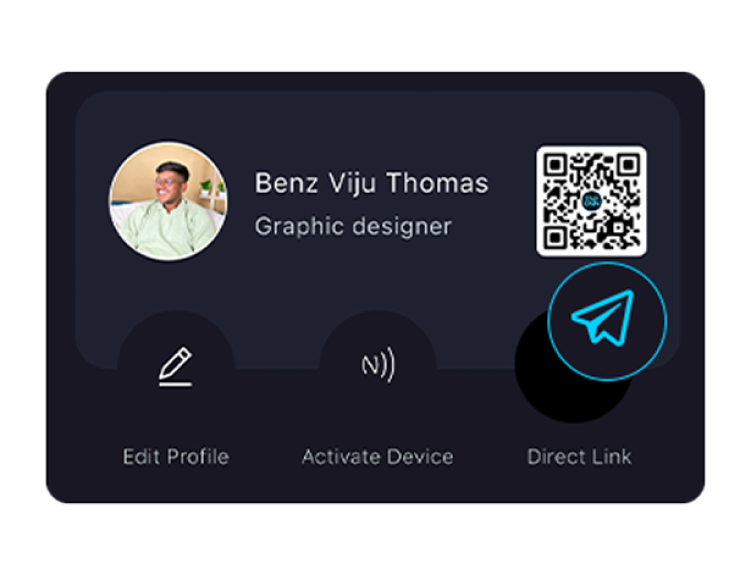 Benz Viju Thomas
Graphic designer
Edit Profile
Activate Device
Direct Link